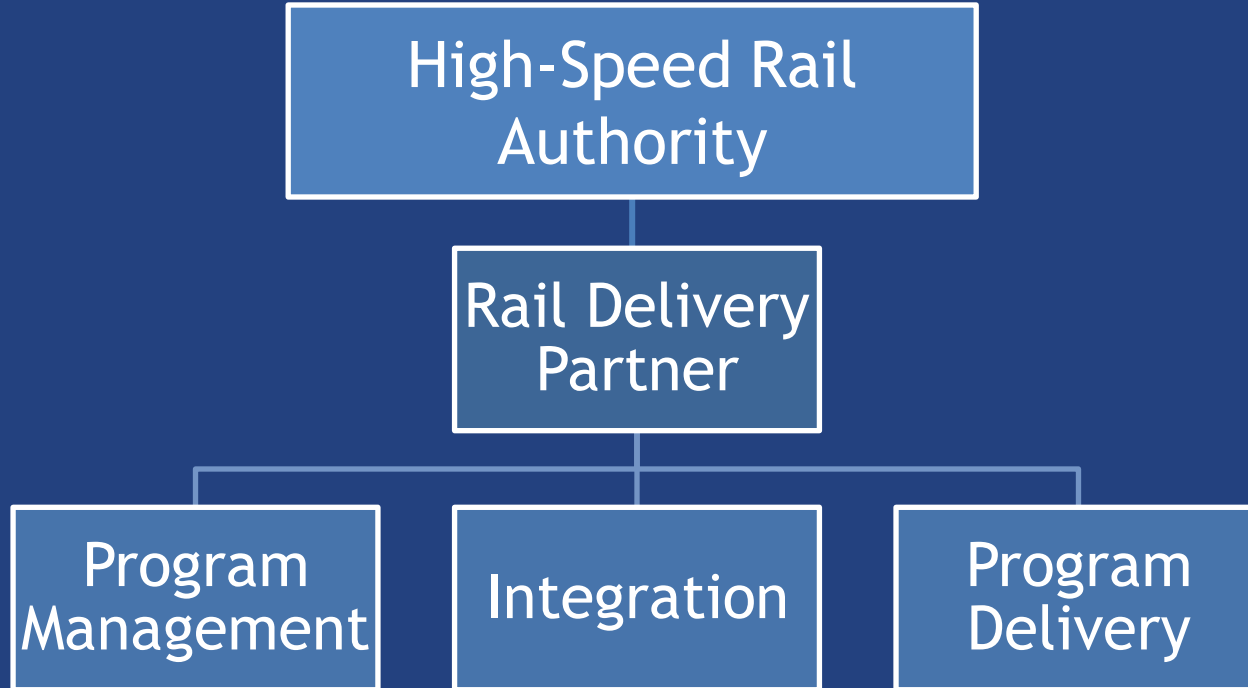 High-Speed Rail
Authority
Rail Delivery
Partner
Program
Management
Integration
Program
Delivery